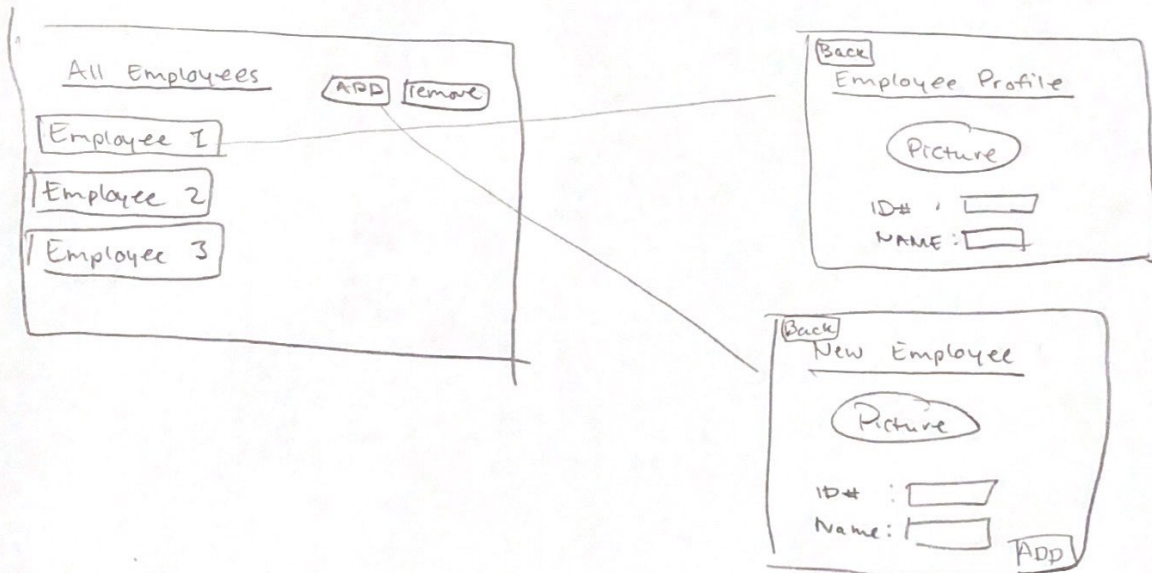 All Employees
ADD remove
Employee 1
Employee 2
Employee 3
Back
Employee Profile
Picture
ID# :
NAME :
Back
New Employee
Picture
ID# :
Name :
ADD